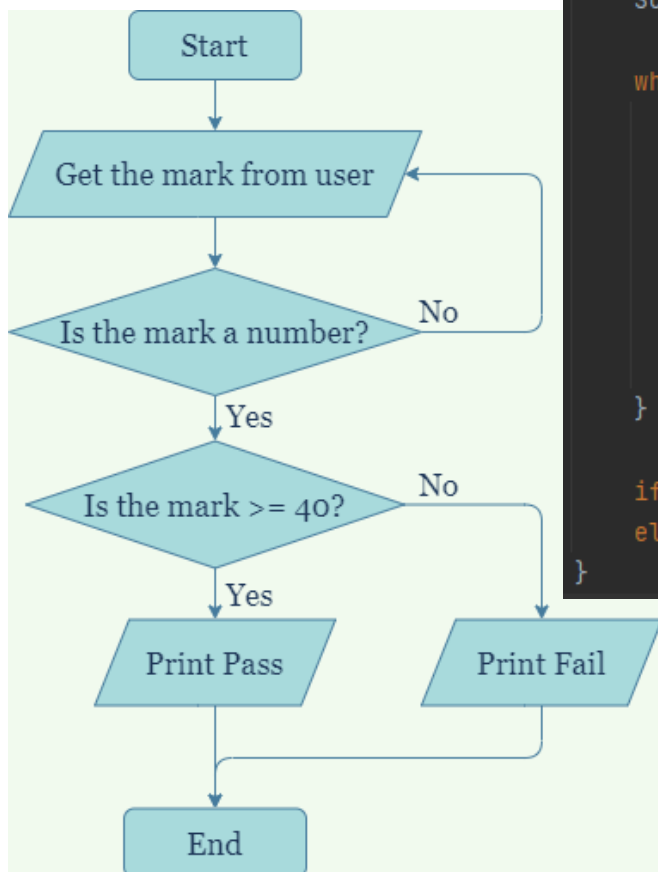 Start
Get the mark from user
Is the mark a number?
No
Yes
Is the mark >= 40?
No
Yes
Print Pass
Print Fail
End
}
}